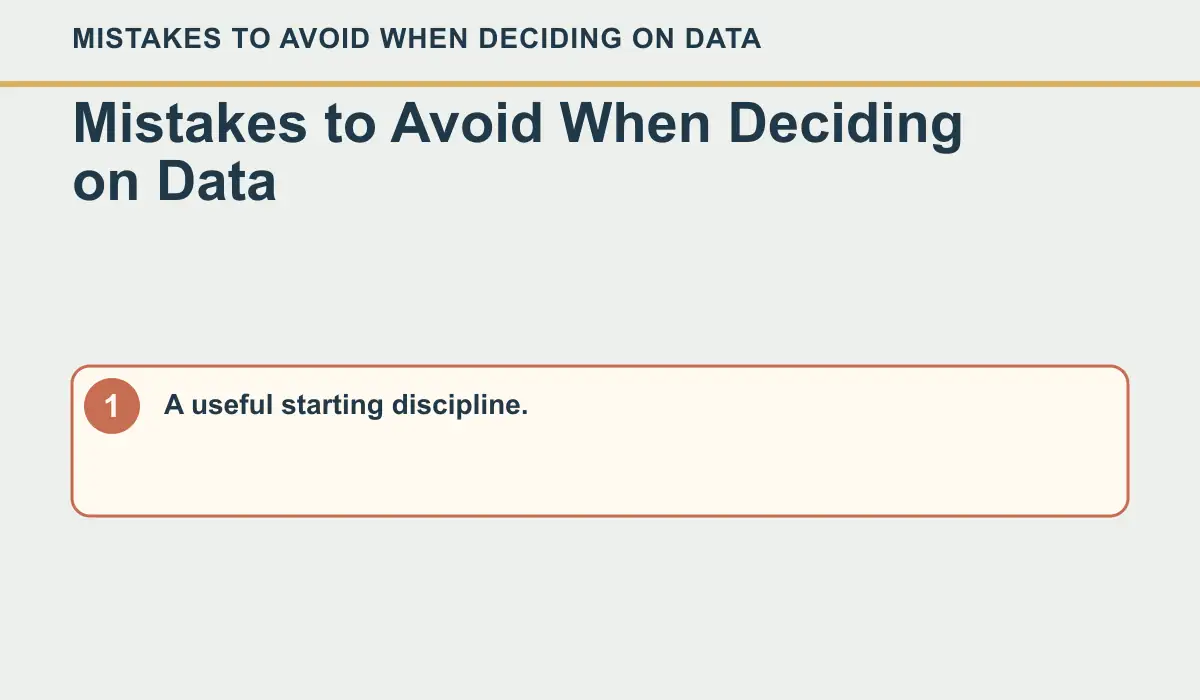 MISTAKES TO AVOID WHEN DECIDING ON DATA
Mistakes to Avoid When Deciding
on Data
1
A useful starting discipline.